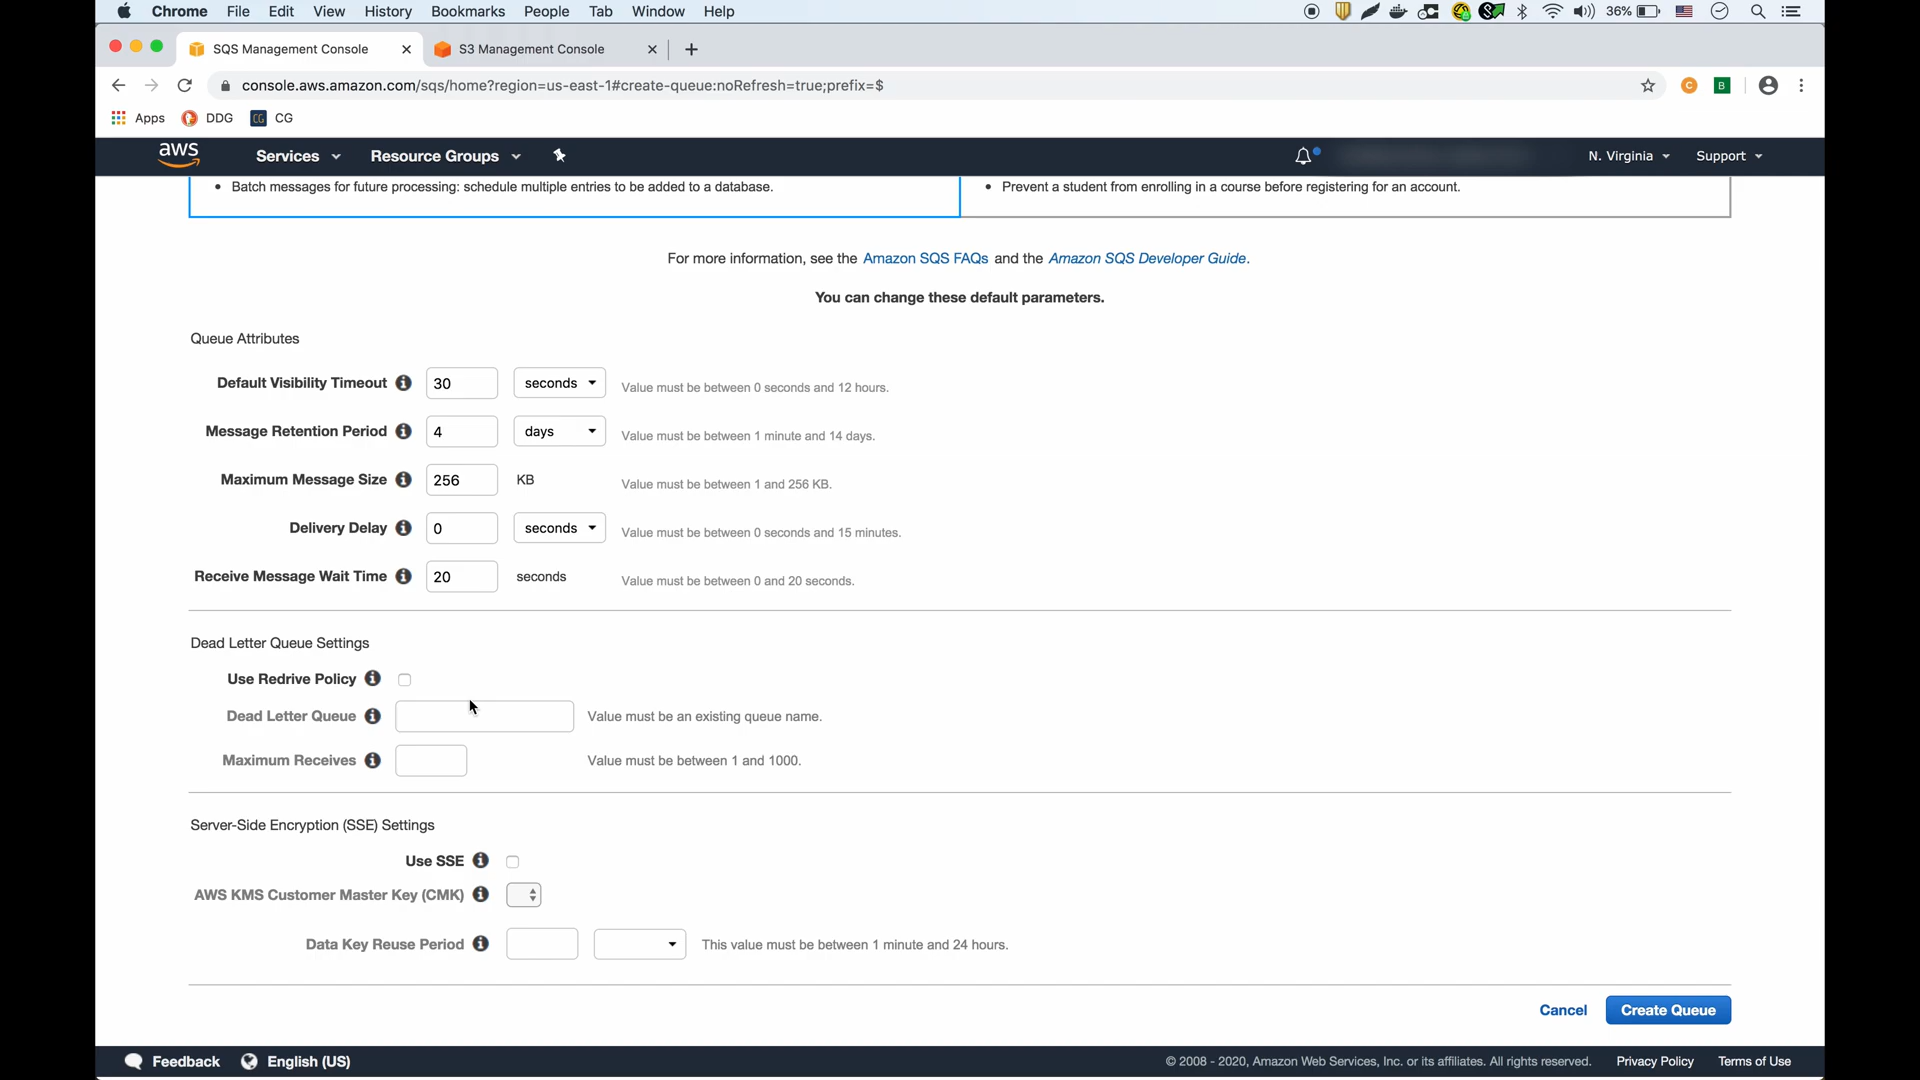 Chrome File Edit View History Bookmarks People Tab Window Help 36%
SQS Management Console S3 Management Console
console.aws.amazon.com/sqs/home?region=us-east-1#create-queue:noRefresh=true;prefix=$
Apps DDG CG CG
aws Services Resource Groups N. Virginia Support
• Batch messages for future processing: schedule multiple entries to be added to a database.
• Prevent a student from enrolling in a course before registering for an account.
For more information, see the Amazon SQS FAQs and the Amazon SQS Developer Guide.
You can change these default parameters.
Queue Attributes
Default Visibility Timeout 30 seconds Value must be between 0 seconds and 12 hours.
Message Retention Period 4 days Value must be between 1 minute and 14 days.
Maximum Message Size 256 KB Value must be between 1 and 256 KB.
Delivery Delay 0 seconds Value must be between 0 seconds and 15 minutes.
Receive Message Wait Time 20 seconds Value must be between 0 and 20 seconds.
Dead Letter Queue Settings
Use Redrive Policy
Dead Letter Queue Value must be an existing queue name.
Maximum Receives Value must be between 1 and 1000.
Server-Side Encryption (SSE) Settings
Use SSE
AWS KMS Customer Master Key (CMK)
Data Key Reuse Period This value must be between 1 minute and 24 hours.
Cancel Create Queue
Feedback English (US) © 2008 - 2020, Amazon Web Services, Inc. or its affiliates. All rights reserved. Privacy Policy Terms of Use